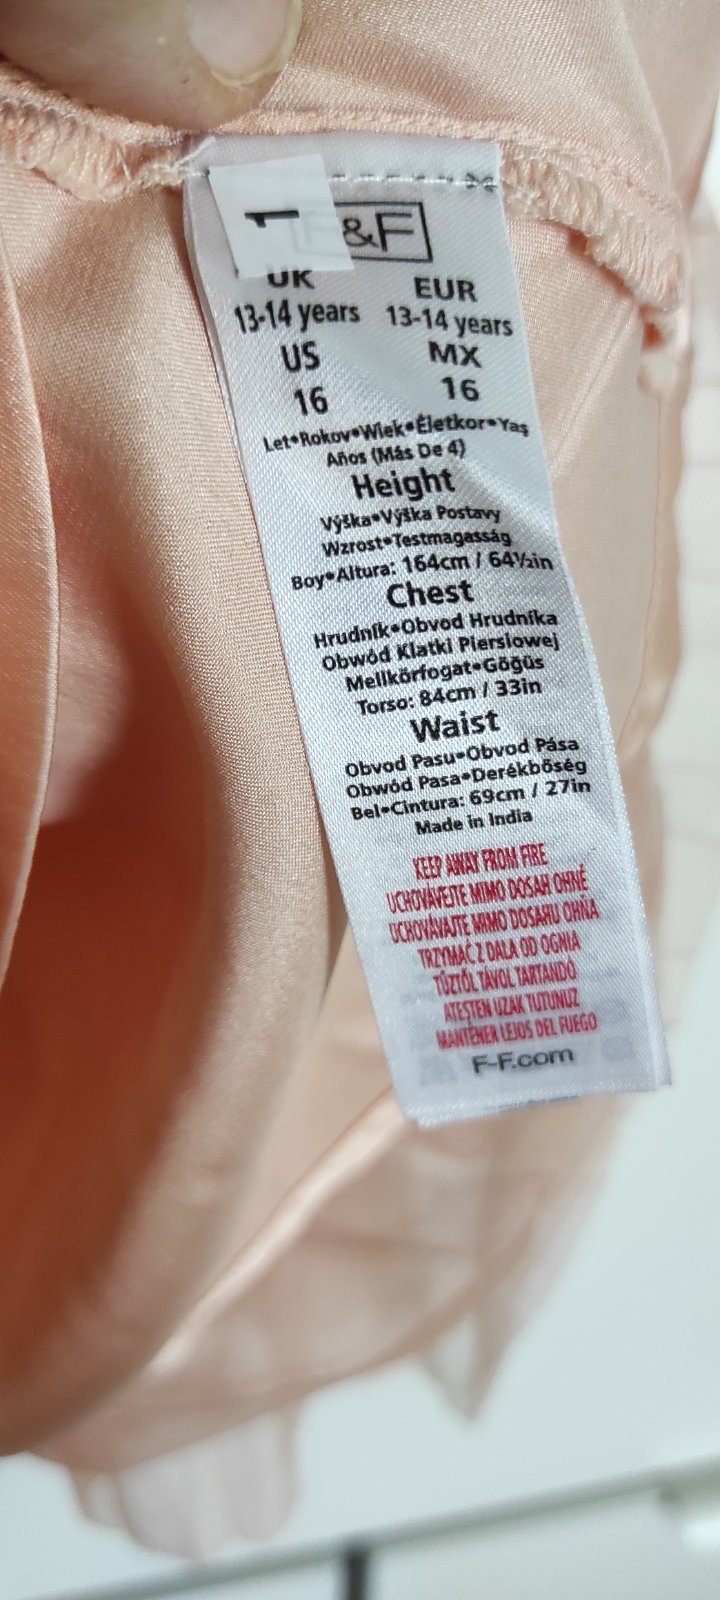 1
F&F
UK EUR
13-14 years 13-14 years
US MX
16 16
Let•Rokov•Wiek•Életkor•Yaş
Años (Más De 4)
Height
Výška•Výška Postavy
Wzrost•Testmagasság
Boy•Altura: 164cm / 64½in
Chest
Hrudník•Obvod Hrudníka
Obwód Klatki Piersiowej
Mellkörfogat•Göğüs
Torso: 84cm / 33in
Waist
Obvod Pasu•Obvod Pása
Obwód Pasa•Derékbőség
Bel•Cintura: 69cm / 27in
Made in India
KEEP AWAY FROM FIRE
UCHOVÁVEJTE MIMO DOSAH OHNĚ
UCHOVÁVAJTE MIMO DOSAHU OHŇA
TRZYMAĆ Z DALA OD OGNIA
TŰZTŐL TÁVOL TARTANDÓ
ATEŞTEN UZAK TUTUNUZ
MANTENER LEJOS DEL FUEGO
F-F.com